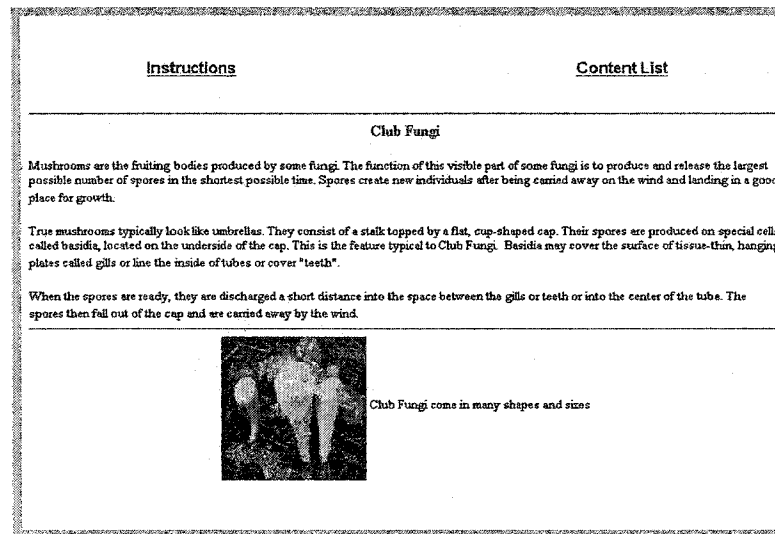 Instructions
Content List
Club Fungi
Mushrooms are the fruiting bodies produced by some fungi. The function of this visible part of some fungi is to produce and release the largest
possible number of spores in the shortest possible time. Spores create new individuals after being carried away on the wind and landing in a good
place for growth.
True mushrooms typically look like umbrellas. They consist of a stalk topped by a flat, cup-shaped cap. Their spores are produced on special cells
called basidia, located on the underside of the cap. This is the feature typical to Club Fungi. Basidia may cover the surface of tissue-thin, hanging
plates called gills or line the inside of tubes or cover "teeth".
When the spores are ready, they are discharged a short distance into the space between the gills or teeth or into the center of the tube. The
spores then fall out of the cap and are carried away by the wind.
Club Fungi come in many shapes and sizes